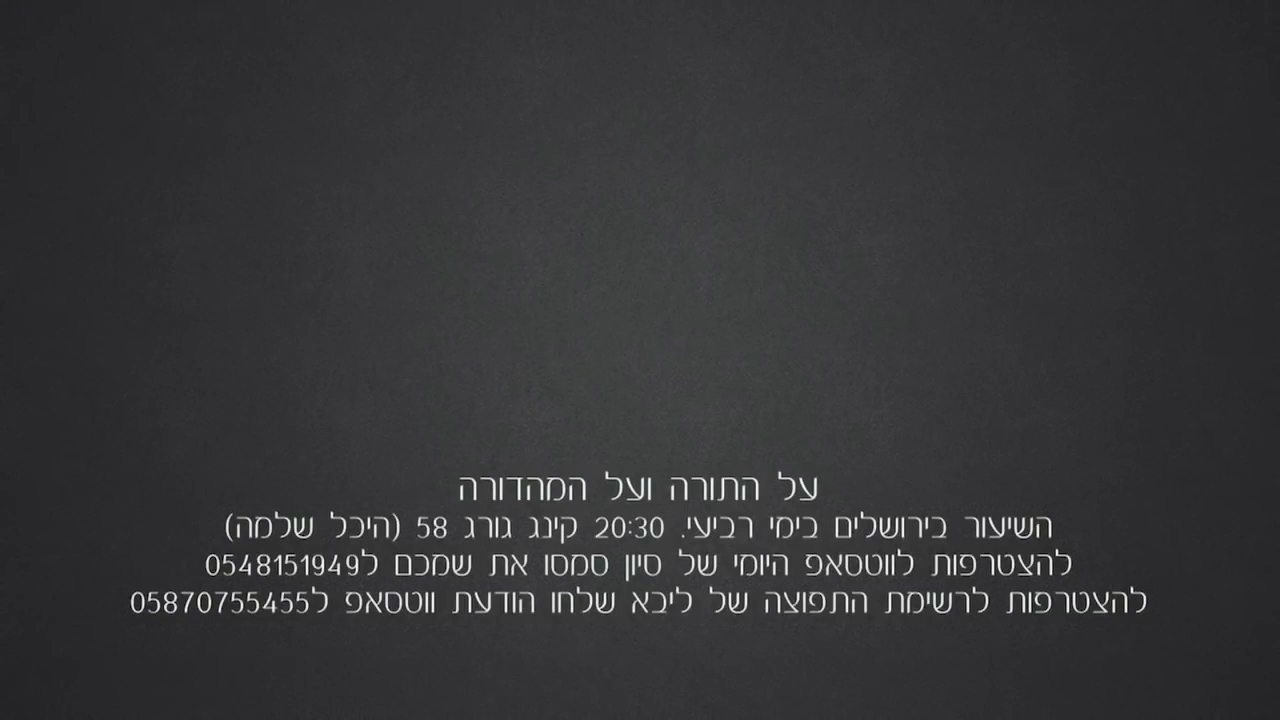 על התורה ועל המהדורה
השיעור בירושלים בימי רביעי. 20:30 קינג גורג 58 (היכל שלמה)
להצטרפות לווטסאפ היומי של סיון סמסו את שמכם ל0548151949
להצטרפות לרשימת התפוצה של ליבא שלחו הודעת ווטסאפ ל05870755455